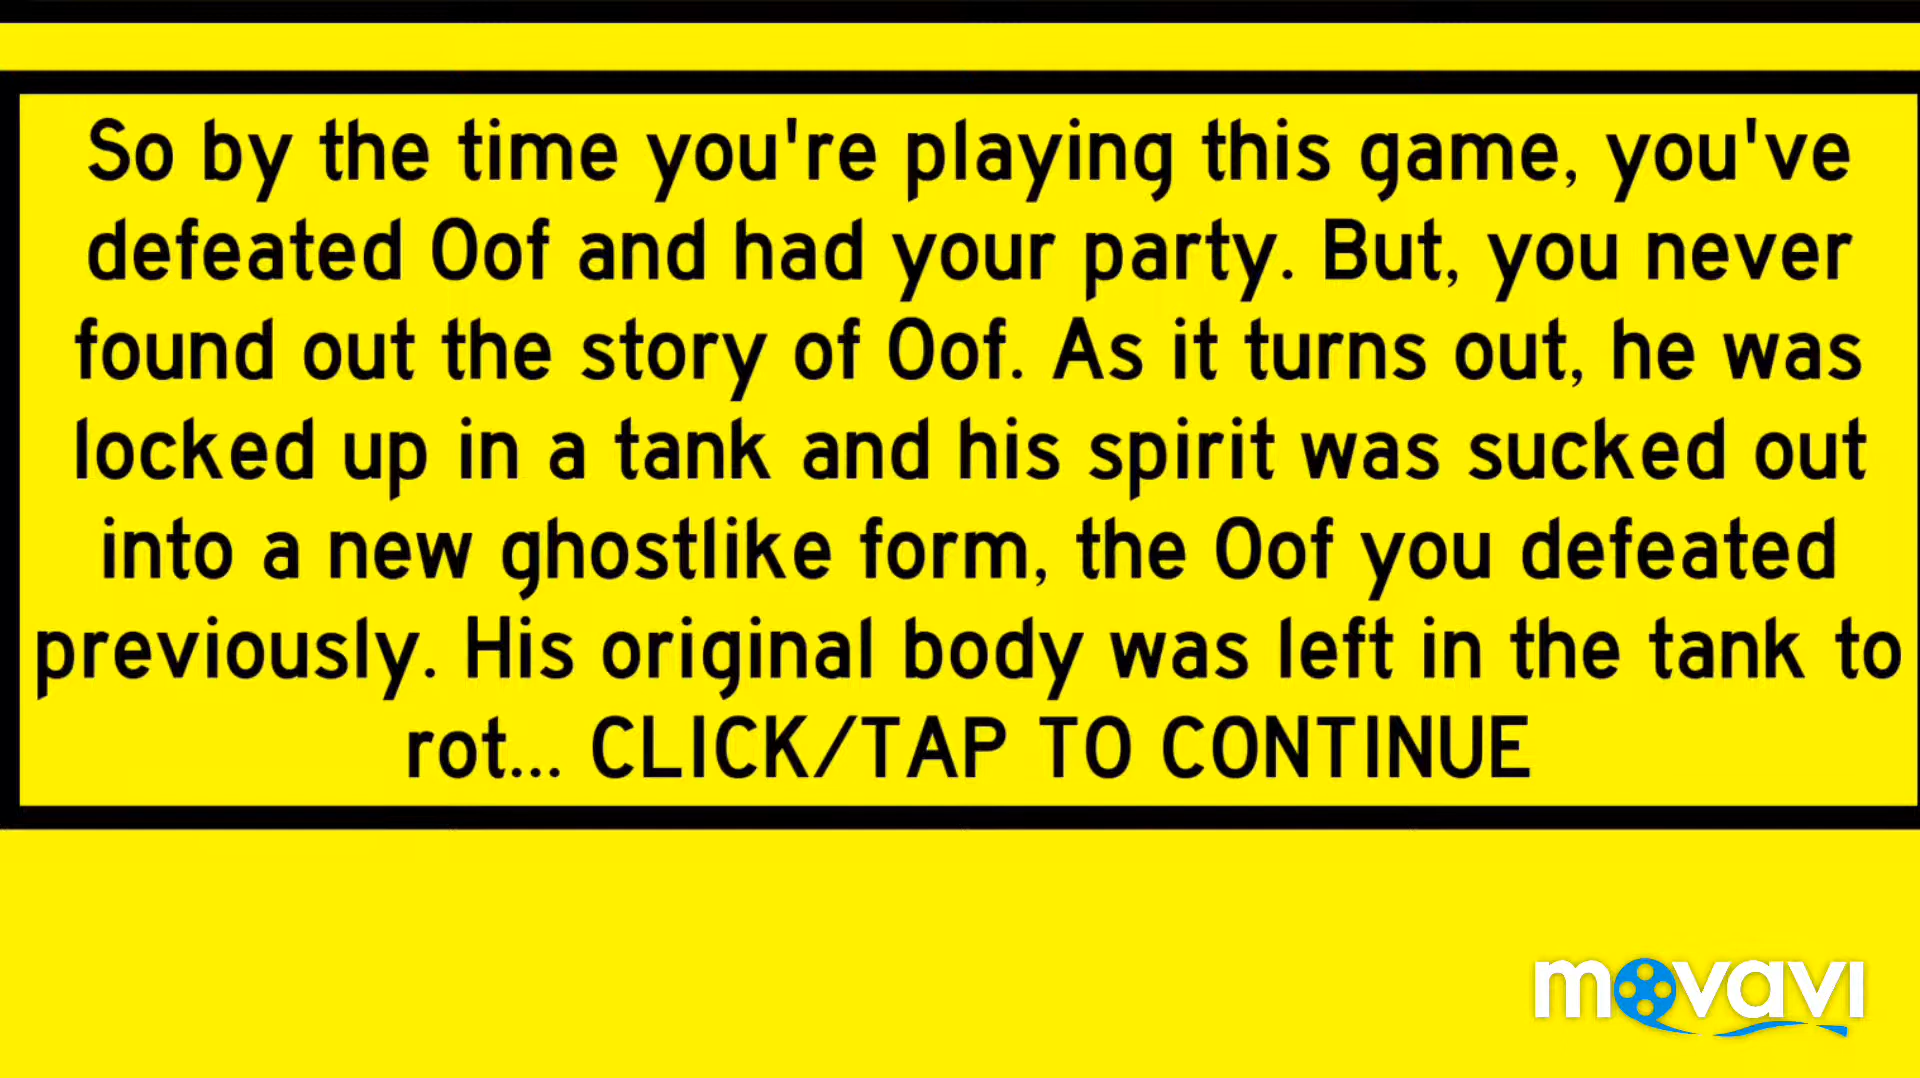 So by the time you're playing this game, you've
defeated Oof and had your party. But, you never
found out the story of Oof. As it turns out, he was
locked up in a tank and his spirit was sucked out
into a new ghostlike form, the Oof you defeated
previously. His original body was left in the tank to
rot... CLICK/TAP TO CONTINUE
movavi